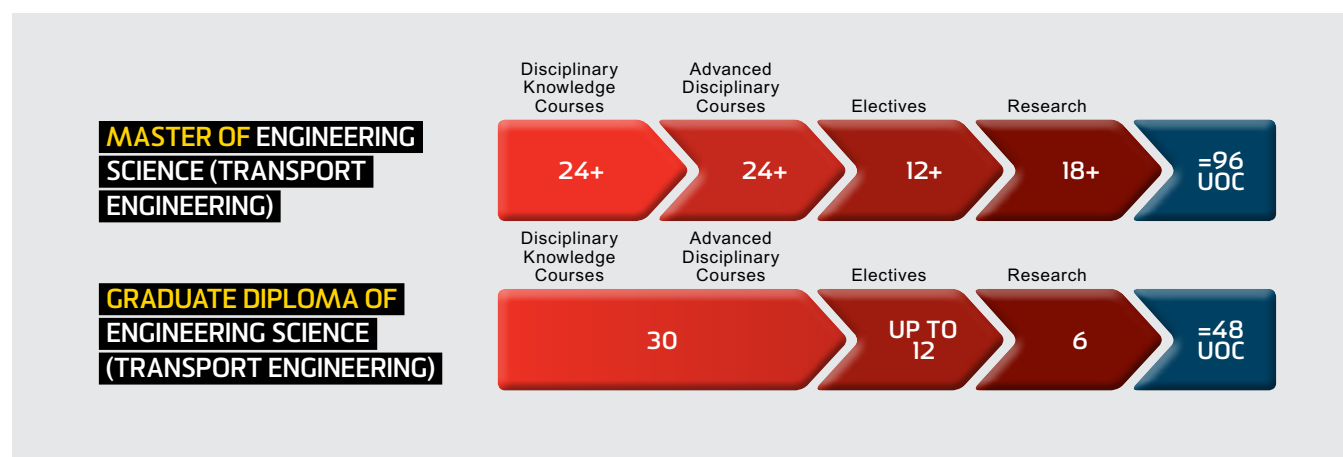 Disciplinary
Knowledge
Courses
Advanced
Disciplinary
Courses
Electives
Research
MASTER OF ENGINEERING
SCIENCE (TRANSPORT
ENGINEERING)
24+
24+
12+
18+
=96
UOC
Disciplinary
Knowledge
Courses
Advanced
Disciplinary
Courses
Electives
Research
GRADUATE DIPLOMA OF
ENGINEERING SCIENCE
(TRANSPORT ENGINEERING)
30
UP TO
12
6
=48
UOC